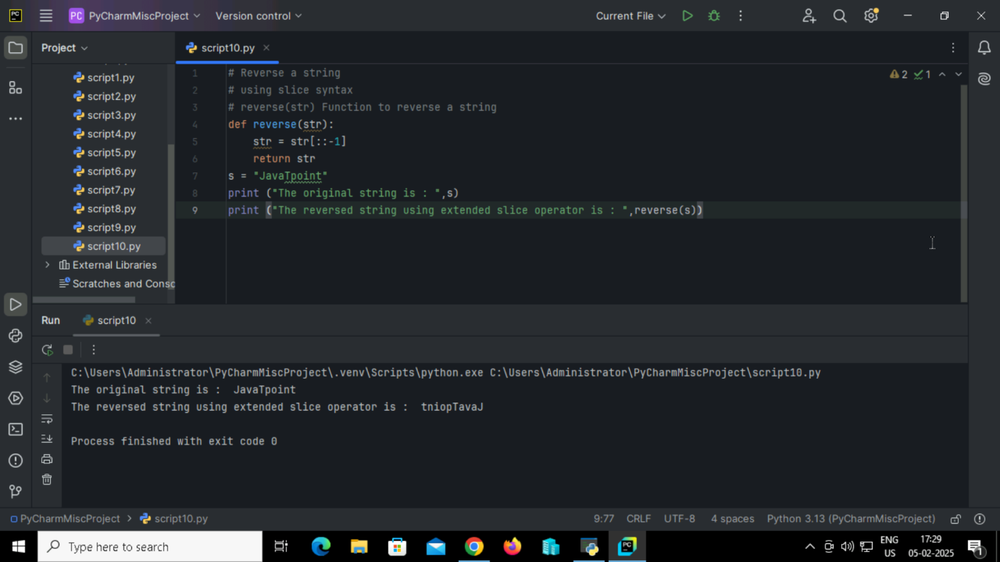 PC PyCharmMiscProject Version control Current File
Project script10.py
script1.py
script2.py
script3.py
script4.py
script5.py
script6.py
script7.py
script8.py
script9.py
script10.py
External Libraries
Scratches and Consc
1 # Reverse a string
2 # using slice syntax
3 # reverse(str) Function to reverse a string
4 def reverse(str):
5 str = str[::-1]
6 return str
7 s = "JavaTpoint"
8 print ("The original string is : ",s)
9 print ("The reversed string using extended slice operator is : ",reverse(s))
2 1
Run script10
C:\Users\Administrator\PyCharmMiscProject\.venv\Scripts\python.exe C:\Users\Administrator\PyCharmMiscProject\script10.py
The original string is :  JavaTpoint
The reversed string using extended slice operator is :  tniopTavaJ
Process finished with exit code 0
PyCharmMiscProject > script10.py 9:77 CRLF UTF-8 4 spaces Python 3.13 (PyCharmMiscProject)
Type here to search
ENG
US
17:29
05-02-2025
1